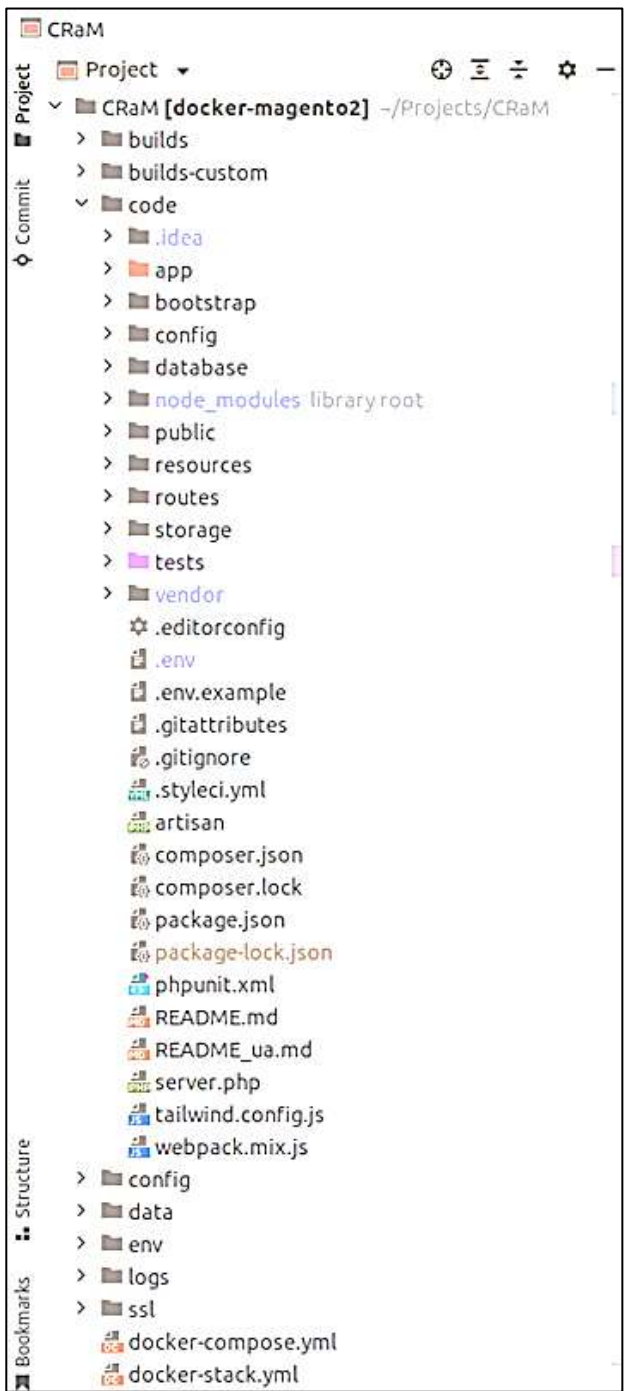 CRaM
Project
CRaM [docker-magento2] ~/Projects/CRaM
builds
builds-custom
code
.idea
app
bootstrap
config
database
node_modules library root
public
resources
routes
storage
tests
vendor
.editorconfig
.env
.env.example
.gitattributes
.gitignore
.styleci.yml
artisan
composer.json
composer.lock
package.json
package-lock.json
phpunit.xml
README.md
README_ua.md
server.php
tailwind.config.js
webpack.mix.js
config
data
env
logs
ssl
docker-compose.yml
docker-stack.yml
Project
Commit
Structure
Bookmarks